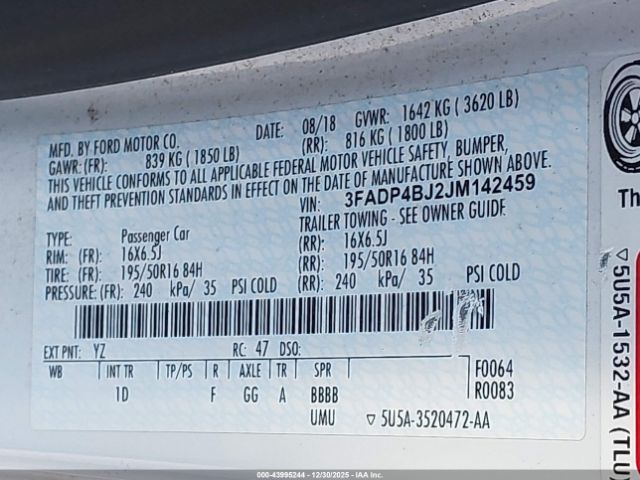 MFD. BY FORD MOTOR CO. DATE: 08/18 GVWR: 1642 KG ( 3620 LB)
GAWR: (FR): 839 KG ( 1850 LB) (RR): 816 KG ( 1800 LB)
THIS VEHICLE CONFORMS TO ALL APPLICABLE FEDERAL MOTOR VEHICLE SAFETY, BUMPER,
AND THEFT PREVENTION STANDARDS IN EFFECT ON THE DATE OF MANUFACTURE SHOWN ABOVE.
VIN: 3FADP4BJ2JM142459
TRAILER TOWING - SEE OWNER GUIDE.
TYPE: Passenger Car
RIM: (FR): 16X6.5J (RR): 16X6.5J
TIRE: (FR): 195/50R16 84H (RR): 195/50R16 84H
PRESSURE: (FR): 240 kPa/ 35 PSI COLD (RR): 240 kPa/ 35 PSI COLD
EXT PNT: YZ RC: 47 DSO:
WB INT TR TP/PS R AXLE TR SPR
1D F GG A BBBB
UMU
F0064
R0083
▽ 5U5A-3520472-AA
Th
▽ 5U5A-1532-AA (TLU)
000-43995244 - 12/30/2025 - IAA Inc.